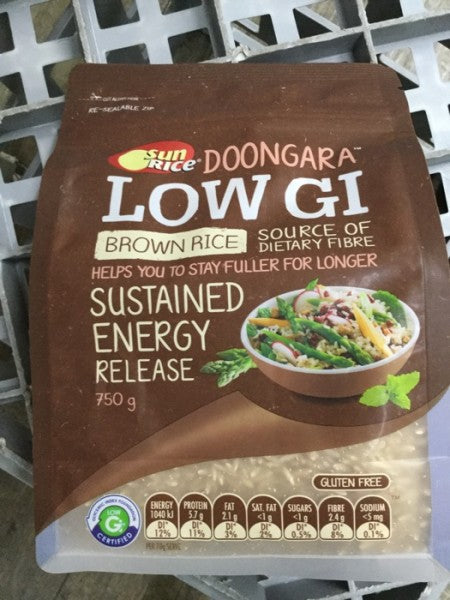 RE-SEALABLE ZIP
Sun Rice® DOONGARA™
LOW GI
BROWN RICE
SOURCE OF
DIETARY FIBRE
HELPS YOU TO STAY FULLER FOR LONGER
SUSTAINED
ENERGY
RELEASE
750 g
GLUTEN FREE
LOW
G
CERTIFIED
ENERGY 1040 kJ DI* 12%
PROTEIN 5.7 g DI* 11%
FAT 2.1 g DI* 3%
SAT. FAT <1 g DI* 2%
SUGARS <1 g DI* 0.5%
FIBRE 2.4 g DI* 8%
SODIUM <5 mg DI* 0.1%